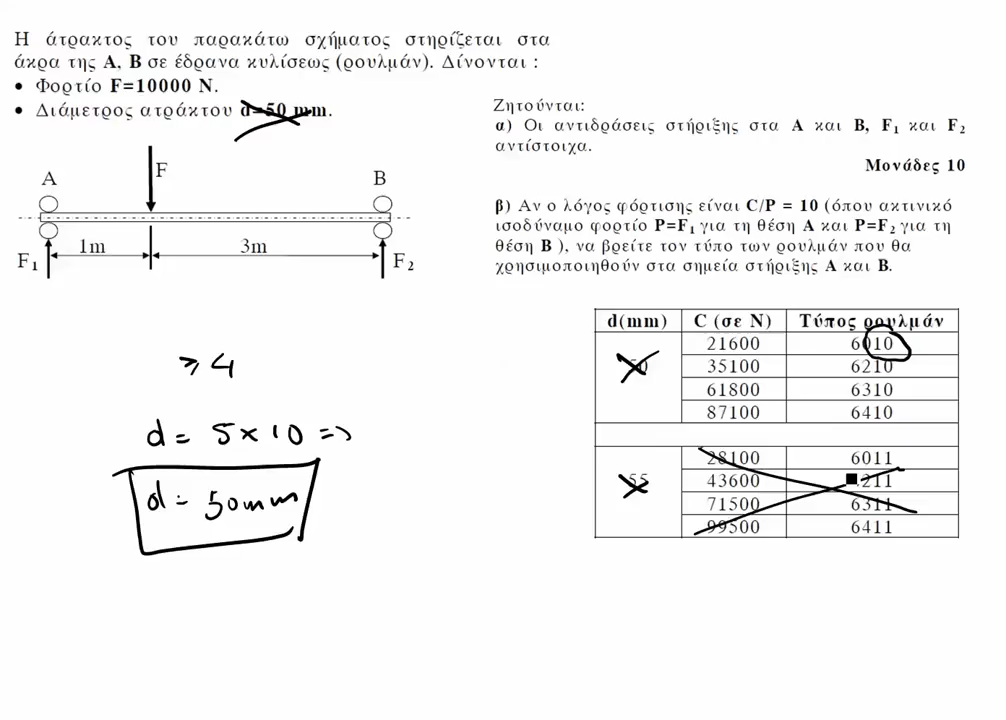 Η άτρακτος του παρακάτω σχήματος στηρίζεται στα
άκρα της Α, Β σε έδρανα κυλίσεως (ρουλμάν). Δίνονται :
• Φορτίο F=10000 N.
• Διάμετρος ατράκτου d=50 mm.
Ζητούνται:
α) Οι αντιδράσεις στήριξης στα Α και Β, F₁ και F₂
αντίστοιχα.
Μονάδες 10
β) Αν ο λόγος φόρτισης είναι C/P = 10 (όπου ακτινικό
ισοδύναμο φορτίο P=F₁ για τη θέση Α και P=F₂ για τη
θέση Β ), να βρείτε τον τύπο των ρουλμάν που θα
χρησιμοποιηθούν στα σημεία στήριξης Α και Β.
A F B
1m 3m
F₁ F₂
≥ 4
d = 5 × 10 =>
d = 50mm
d(mm) C (σε N) Τύπος ρουλμάν
21600 6010
50 35100 6210
61800 6310
87100 6410
28100 6011
55 43600 211
71500 6311
99500 6411